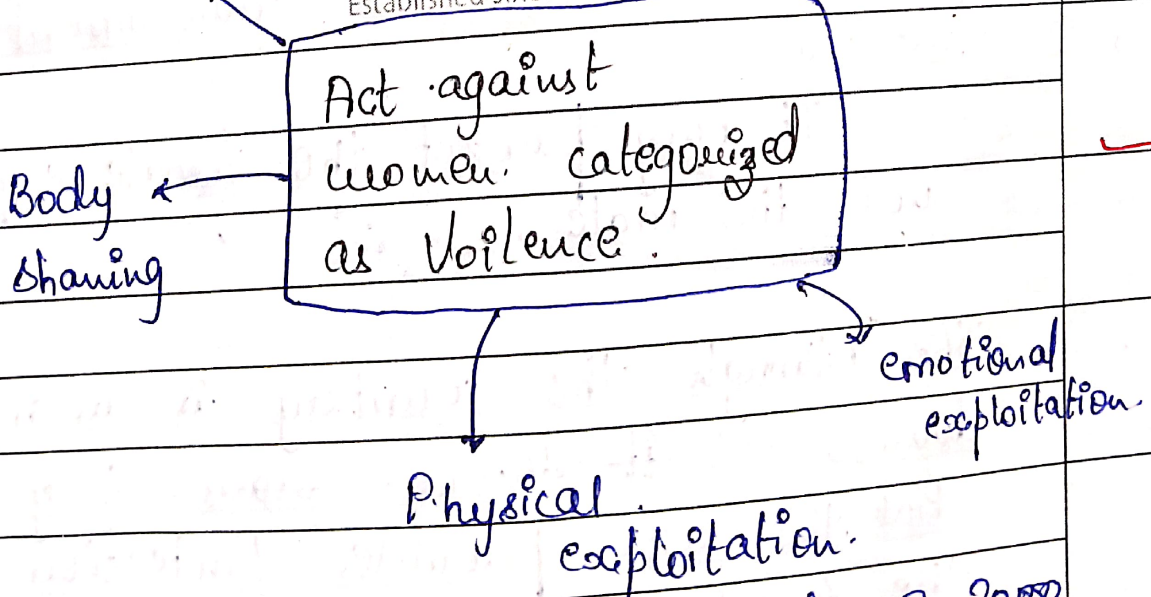 Act against
women. categorized
as Voilence.
Body
shaming
emotional
exploitation.
Physical
exploitation.